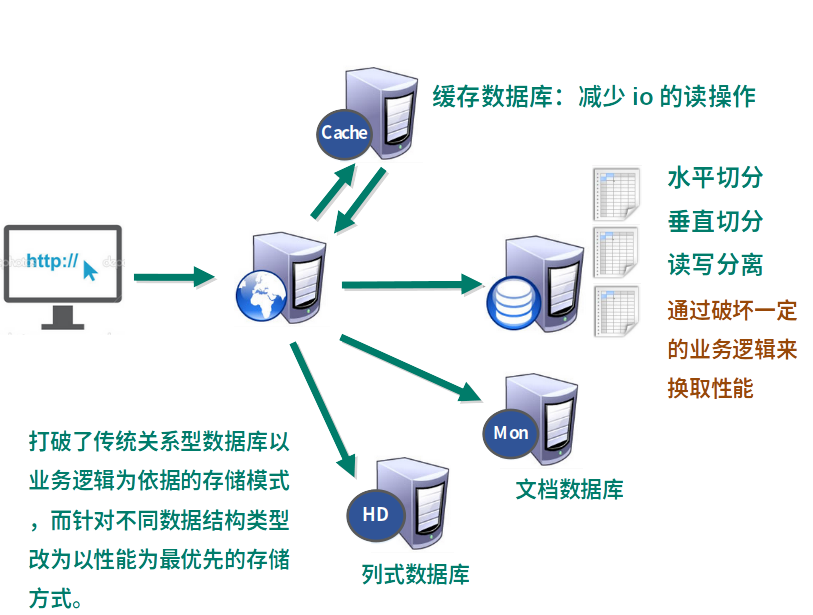 缓存数据库：减少 io 的读操作
Cache
水平切分
垂直切分
读写分离
http://
通过破坏一定
的业务逻辑来
换取性能
Mon
文档数据库
打破了传统关系型数据库以
业务逻辑为依据的存储模式
，而针对不同数据结构类型
改为以性能为最优先的存储
方式。
HD
列式数据库